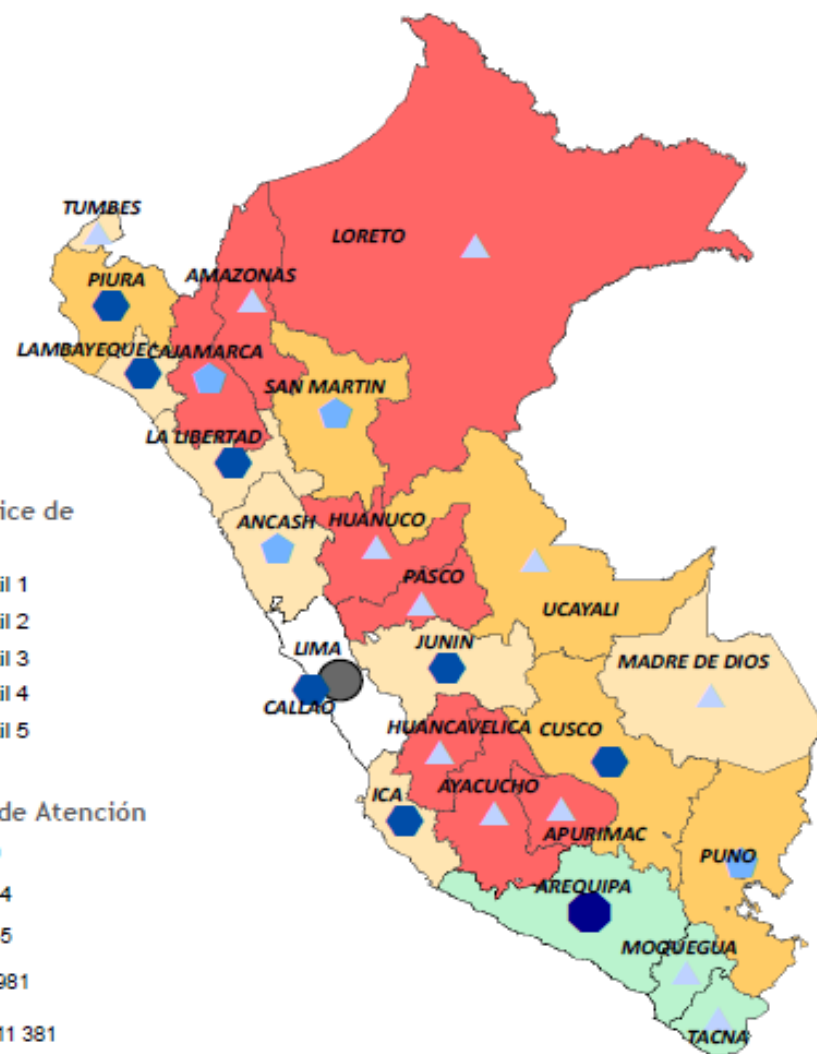 TUMBES
LORETO
PIURA
AMAZONAS
LAMBAYEQUE
CAJAMARCA
SAN MARTIN
LA LIBERTAD
ice de
ANCASH
HUANUCO
PASCO
il 1
il 2
UCAYALI
il 3
LIMA
JUNIN
MADRE DE DIOS
il 4
CALLAO
il 5
HUANCAVELICA
CUSCO
de Atención
ICA
AYACUCHO
APURIMAC
PUNO
4
AREQUIPA
5
MOQUEGUA
981
11 381
TACNA